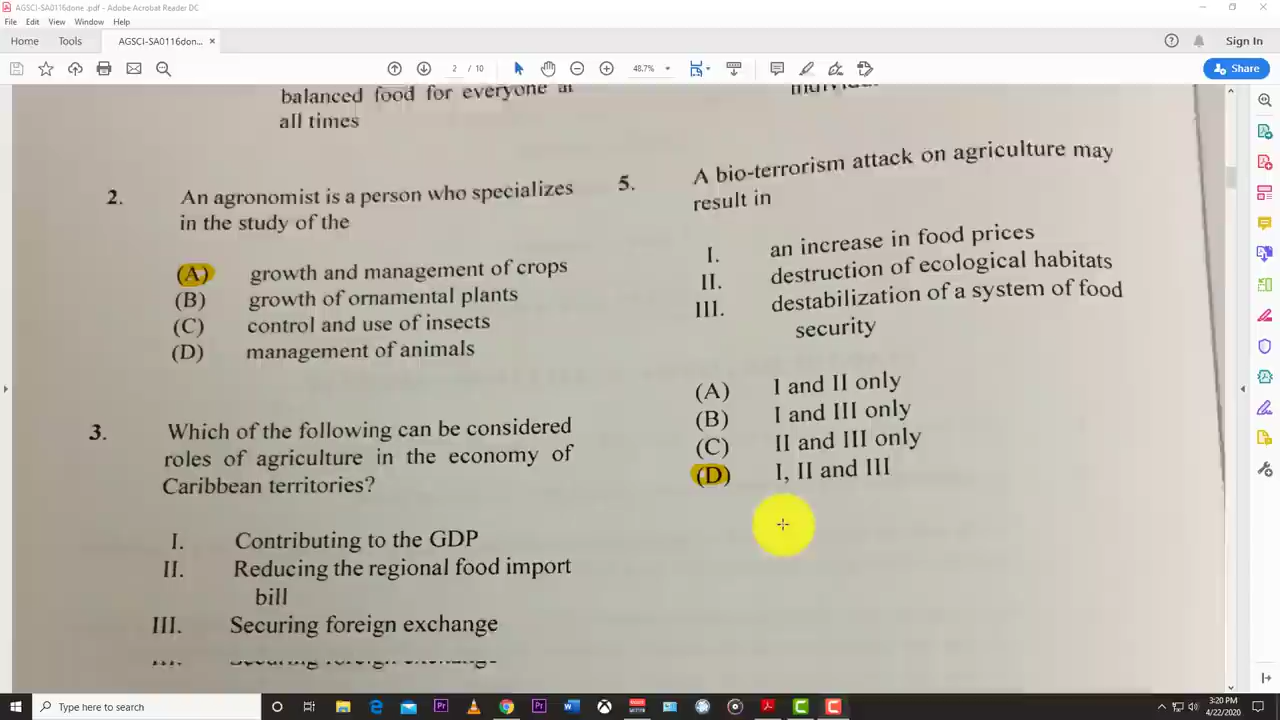 AGSCI-SA0116done .pdf - Adobe Acrobat Reader DC
File Edit View Window Help
Home Tools AGSCI-SA0116don... × Sign In
2 / 10 48.7% Share
balanced food for everyone at
all times
2. An agronomist is a person who specializes
in the study of the
(A) growth and management of crops
(B) growth of ornamental plants
(C) control and use of insects
(D) management of animals
3. Which of the following can be considered
roles of agriculture in the economy of
Caribbean territories?
I. Contributing to the GDP
II. Reducing the regional food import
bill
III. Securing foreign exchange
III. Securing foreign exchange
5. A bio-terrorism attack on agriculture may
result in
I. an increase in food prices
II. destruction of ecological habitats
III. destabilization of a system of food
security
(A) I and II only
(B) I and III only
(C) II and III only
(D) I, II and III
Type here to search
3:20 PM
4/22/2020